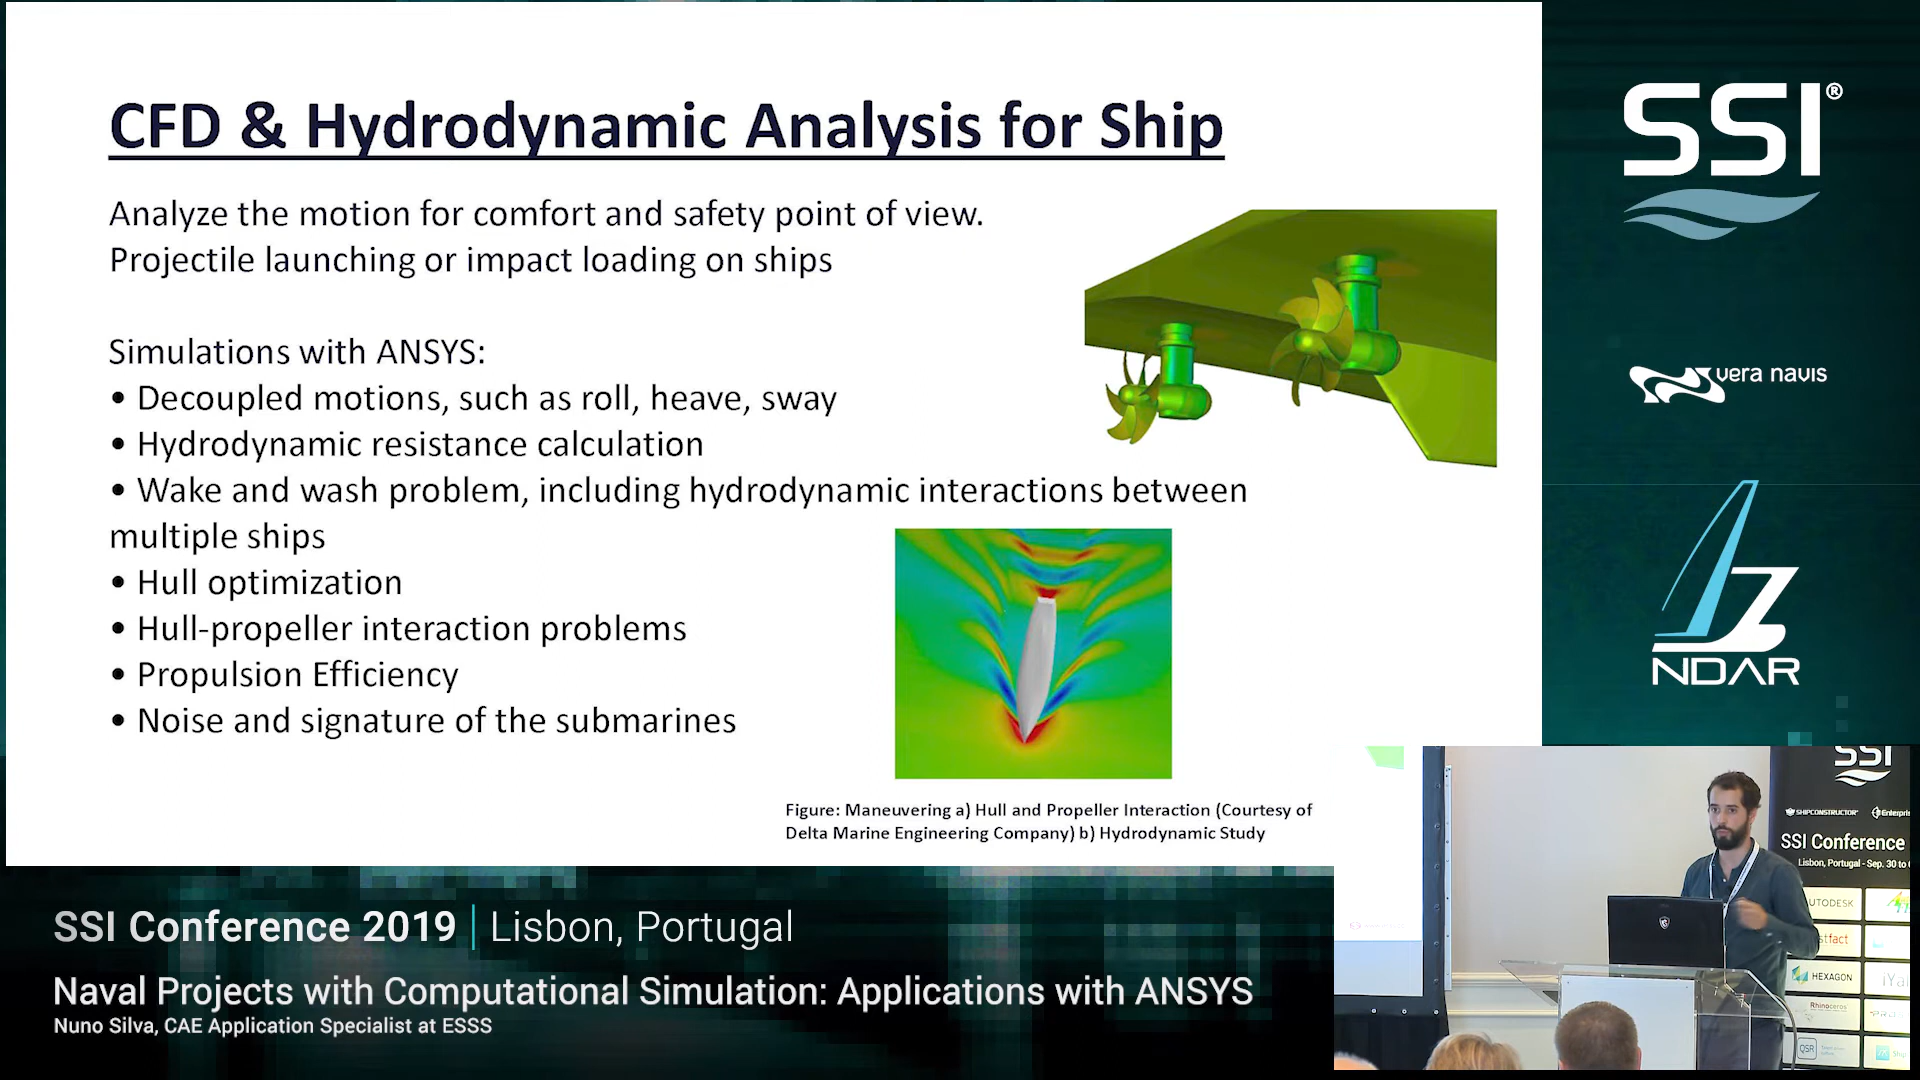 CFD & Hydrodynamic Analysis for Ship
Analyze the motion for comfort and safety point of view.
Projectile launching or impact loading on ships
Simulations with ANSYS:
• Decoupled motions, such as roll, heave, sway
• Hydrodynamic resistance calculation
• Wake and wash problem, including hydrodynamic interactions between
multiple ships
• Hull optimization
• Hull-propeller interaction problems
• Propulsion Efficiency
• Noise and signature of the submarines
Figure: Maneuvering a) Hull and Propeller Interaction (Courtesy of
Delta Marine Engineering Company) b) Hydrodynamic Study
SSI®
vera navis
NDAR
SSI
SHIPCONSTRUCTOR
SSI Conference
Lisbon, Portugal - Sep. 30 to
UTODESK
stfact
HEXAGON
Rhinoceros
QSR
SSI Conference 2019 | Lisbon, Portugal
Naval Projects with Computational Simulation: Applications with ANSYS
Nuno Silva, CAE Application Specialist at ESSS